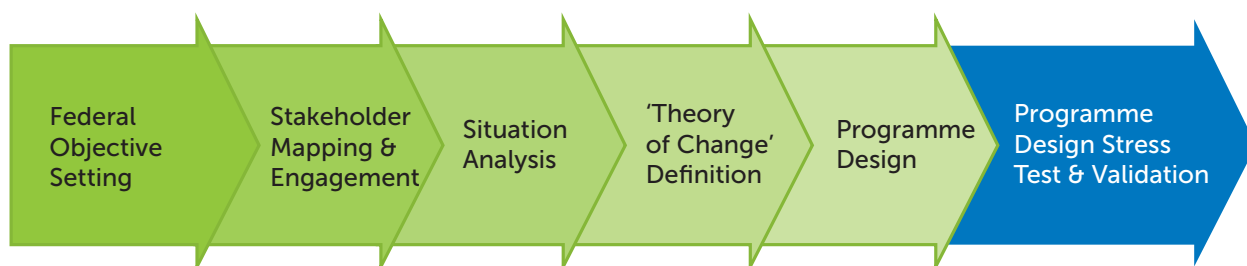 Federal
Objective
Setting
Stakeholder
Mapping &
Engagement
Situation
Analysis
‘Theory
of Change’
Definition
Programme
Design
Programme
Design Stress
Test & Validation